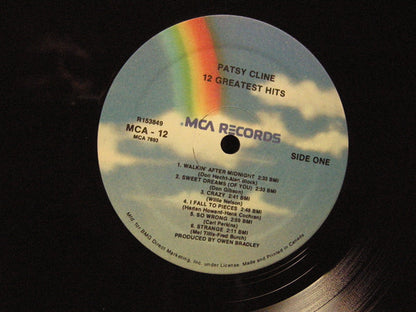 PATSY CLINE
12 GREATEST HITS
R153849
MCA - 12
MCA 7693
MCA RECORDS
SIDE ONE
1. WALKIN' AFTER MIDNIGHT 2:33 BMI
(Don Hecht-Alan Block)
2. SWEET DREAMS (OF YOU) 2:33 BMI
(Don Gibson)
3. CRAZY 2:41 BMI
(Willie Nelson)
4. I FALL TO PIECES 2:48 BMI
(Harlan Howard-Hank Cochran)
5. SO WRONG 2:59 BMI
(Carl Perkins)
6. STRANGE 2:11 BMI
(Mel Tillis-Fred Burch)
PRODUCED BY OWEN BRADLEY
Mfd. for BMG Direct Marketing, Inc. under License. Made and Printed in Canada